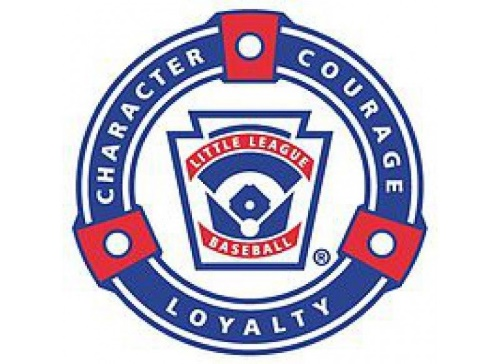 CHARACTER
COURAGE
LOYALTY
LITTLE LEAGUE
BASEBALL
®